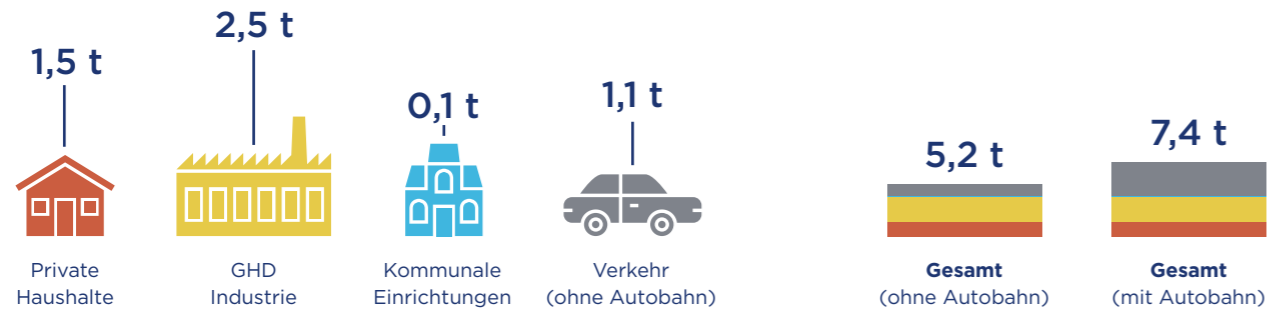 1,5 t
Private
Haushalte
2,5 t
GHD
Industrie
0,1 t
Kommunale
Einrichtungen
1,1 t
Verkehr
(ohne Autobahn)
5,2 t
Gesamt
(ohne Autobahn)
7,4 t
Gesamt
(mit Autobahn)